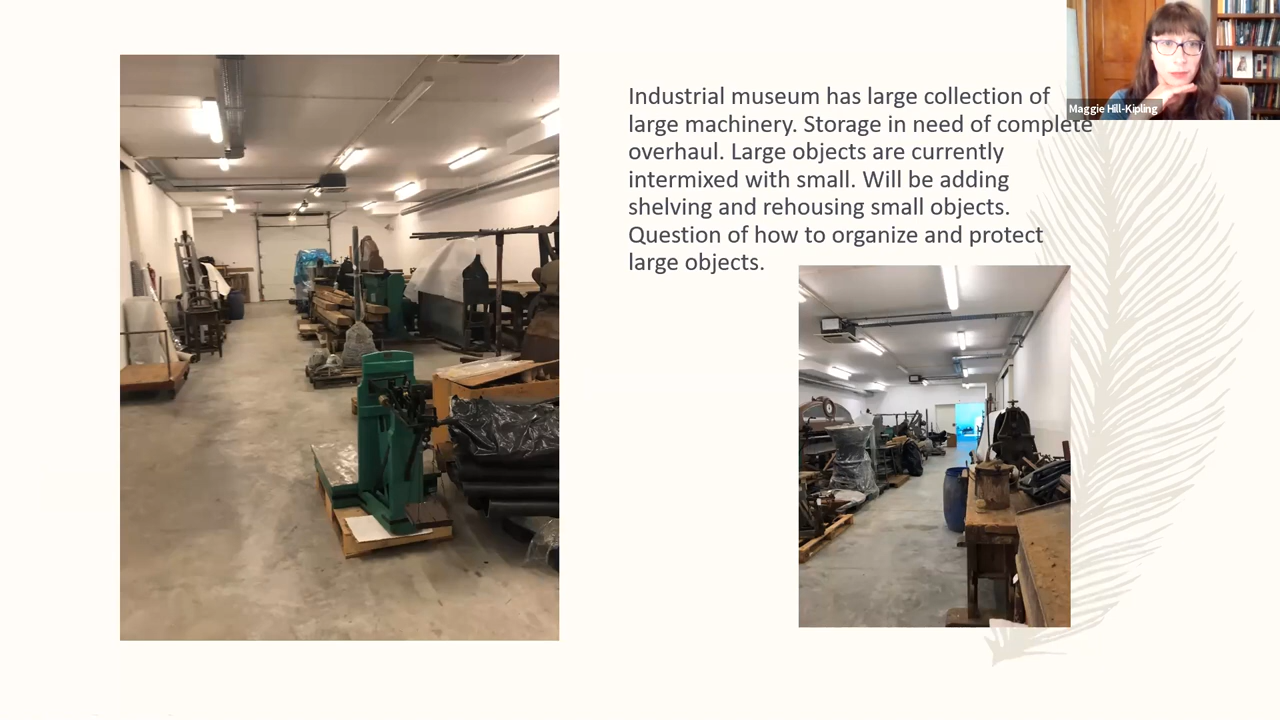 Industrial museum has large collection of
large machinery. Storage in need of complete
overhaul. Large objects are currently
intermixed with small. Will be adding
shelving and rehousing small objects.
Question of how to organize and protect
large objects.
Maggie Hill-Kipling